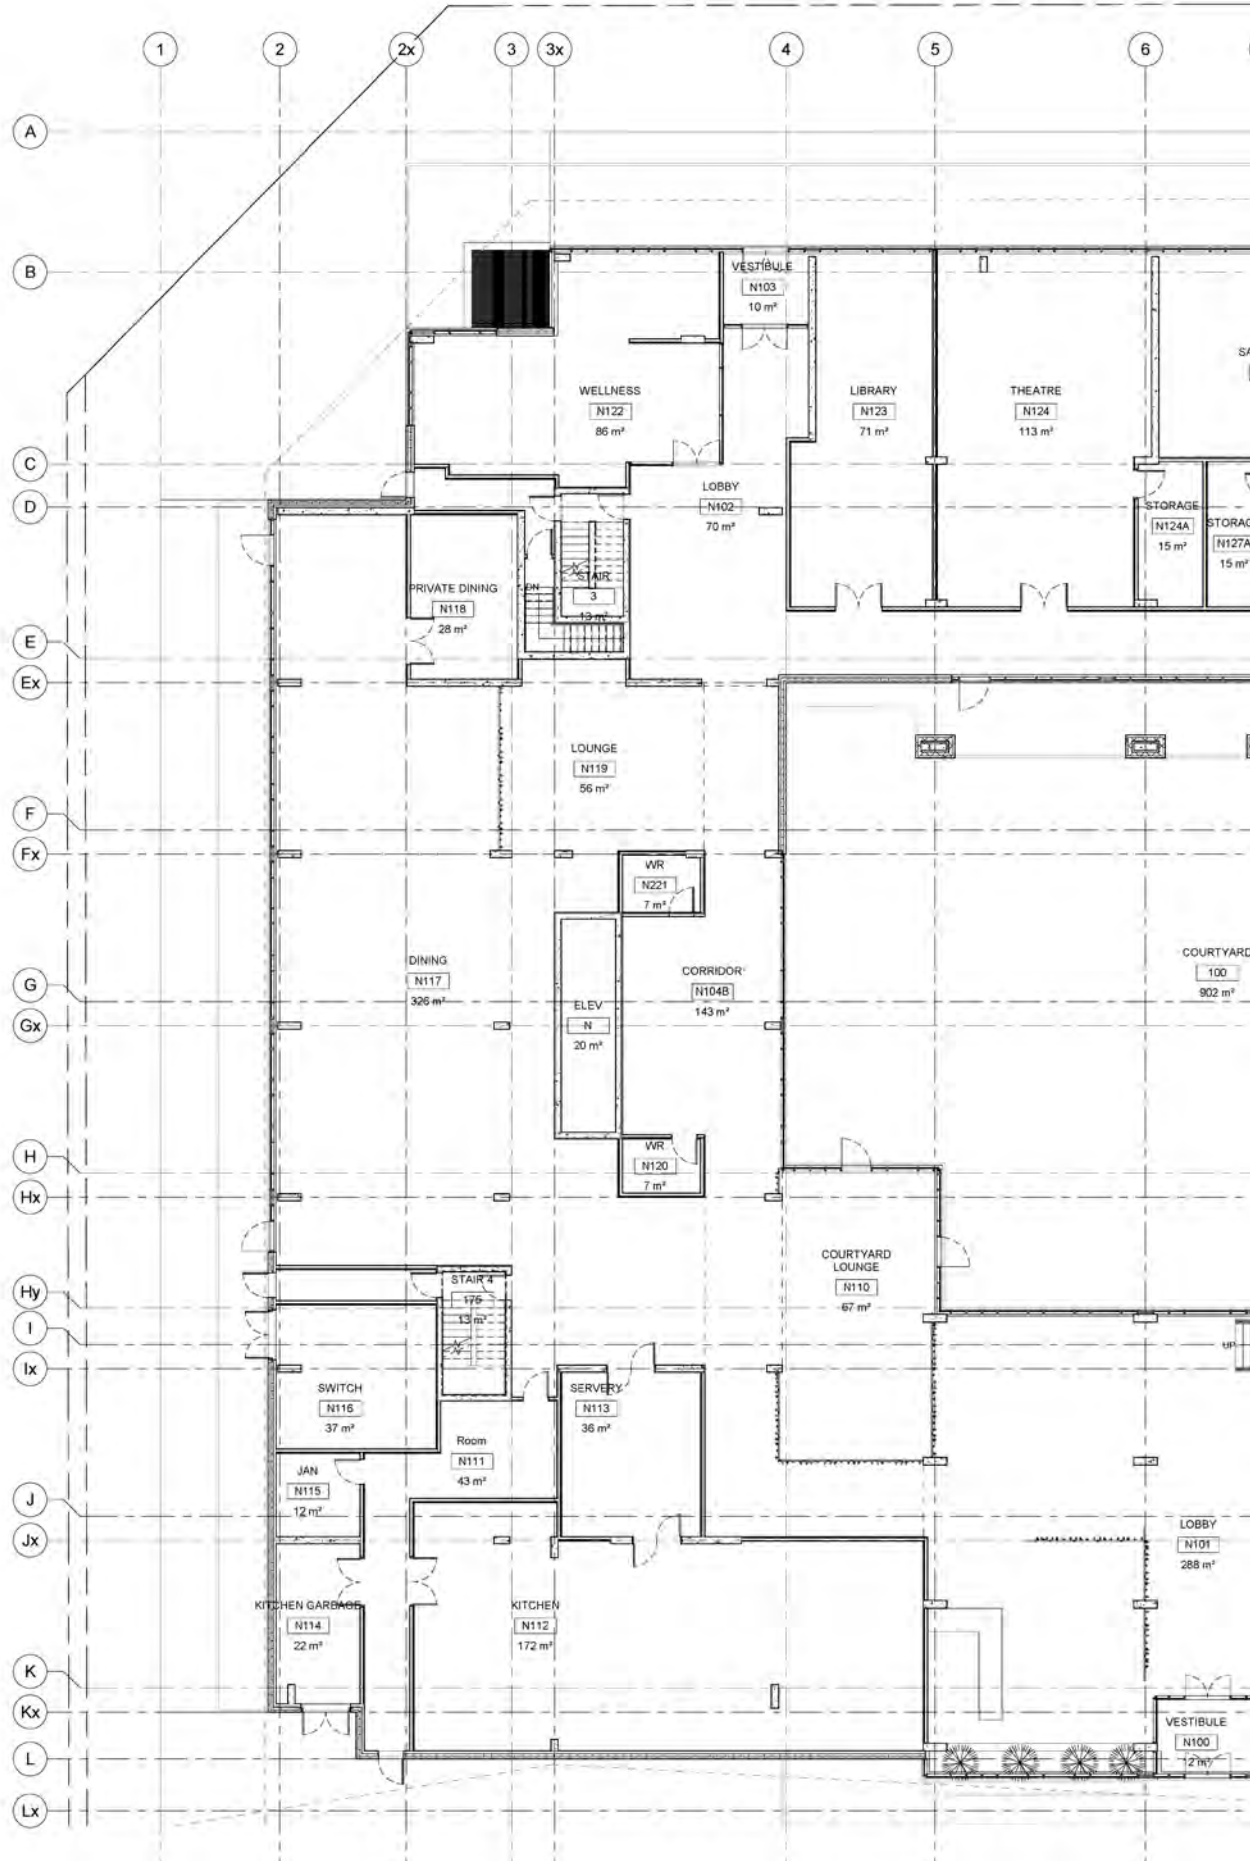 1
2
2x
3
3x
4
5
6
A
B
VESTIBULE
N103
10 m²
WELLNESS
N122
86 m²
LIBRARY
N123
71 m²
THEATRE
N124
113 m²
C
D
LOBBY
N102
70 m²
STORAGE
N124A
15 m²
N127A
15 m²
STAIR
3
13 m²
DN
PRIVATE DINING
N118
28 m²
E
Ex
LOUNGE
N119
56 m²
F
Fx
WR
N221
7 m²
DINING
N117
326 m²
CORRIDOR
N104B
143 m²
COURTYARD
100
902 m²
G
Gx
ELEV
N
20 m²
H
WR
N120
7 m²
Hx
COURTYARD
LOUNGE
N110
67 m²
Hy
STAIR 4
175
13 m²
I
UP
Ix
SWITCH
N116
37 m²
SERVERY
N113
36 m²
Room
N111
43 m²
JAN
N115
12 m²
J
Jx
LOBBY
N101
288 m²
KITCHEN GARBAGE
N114
22 m²
KITCHEN
N112
172 m²
K
Kx
VESTIBULE
N100
L
Lx